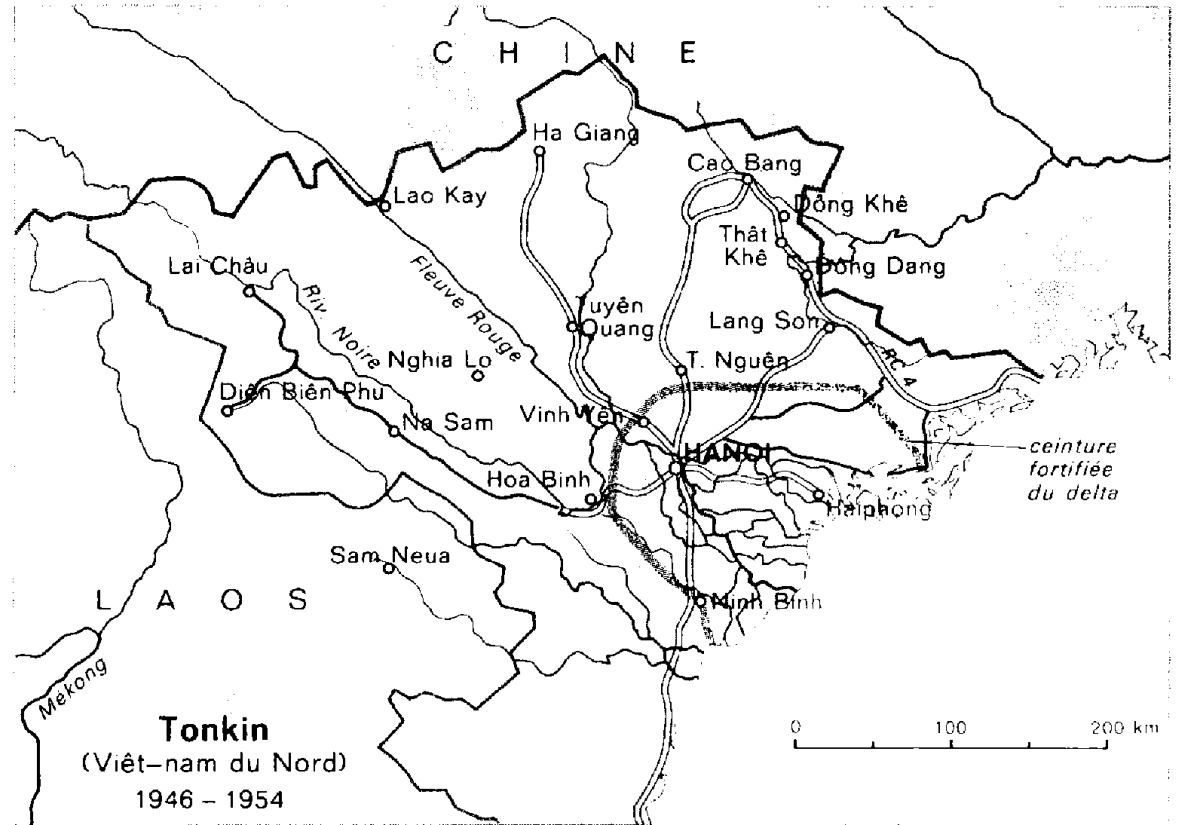 C H I N E
Ha Giang
Cao Bang
Lao Kay
Dông Khê
Thât
Khê
Dông Dang
Lai Châu
Fleuve Rouge
Riv. Noire
Tuyên
Quang
Lang Son
RC 4
Nghia Lo
T. Nguên
Diên Biên Phu
Na Sam
Vinh Yên
HANOI
ceinture
fortifiée
du delta
Hoa Binh
Haiphong
Sam Neua
L A O S
Ninh Binh
Mékong
Tonkin
(Viêt-nam du Nord)
1946 - 1954
0 100 200 km